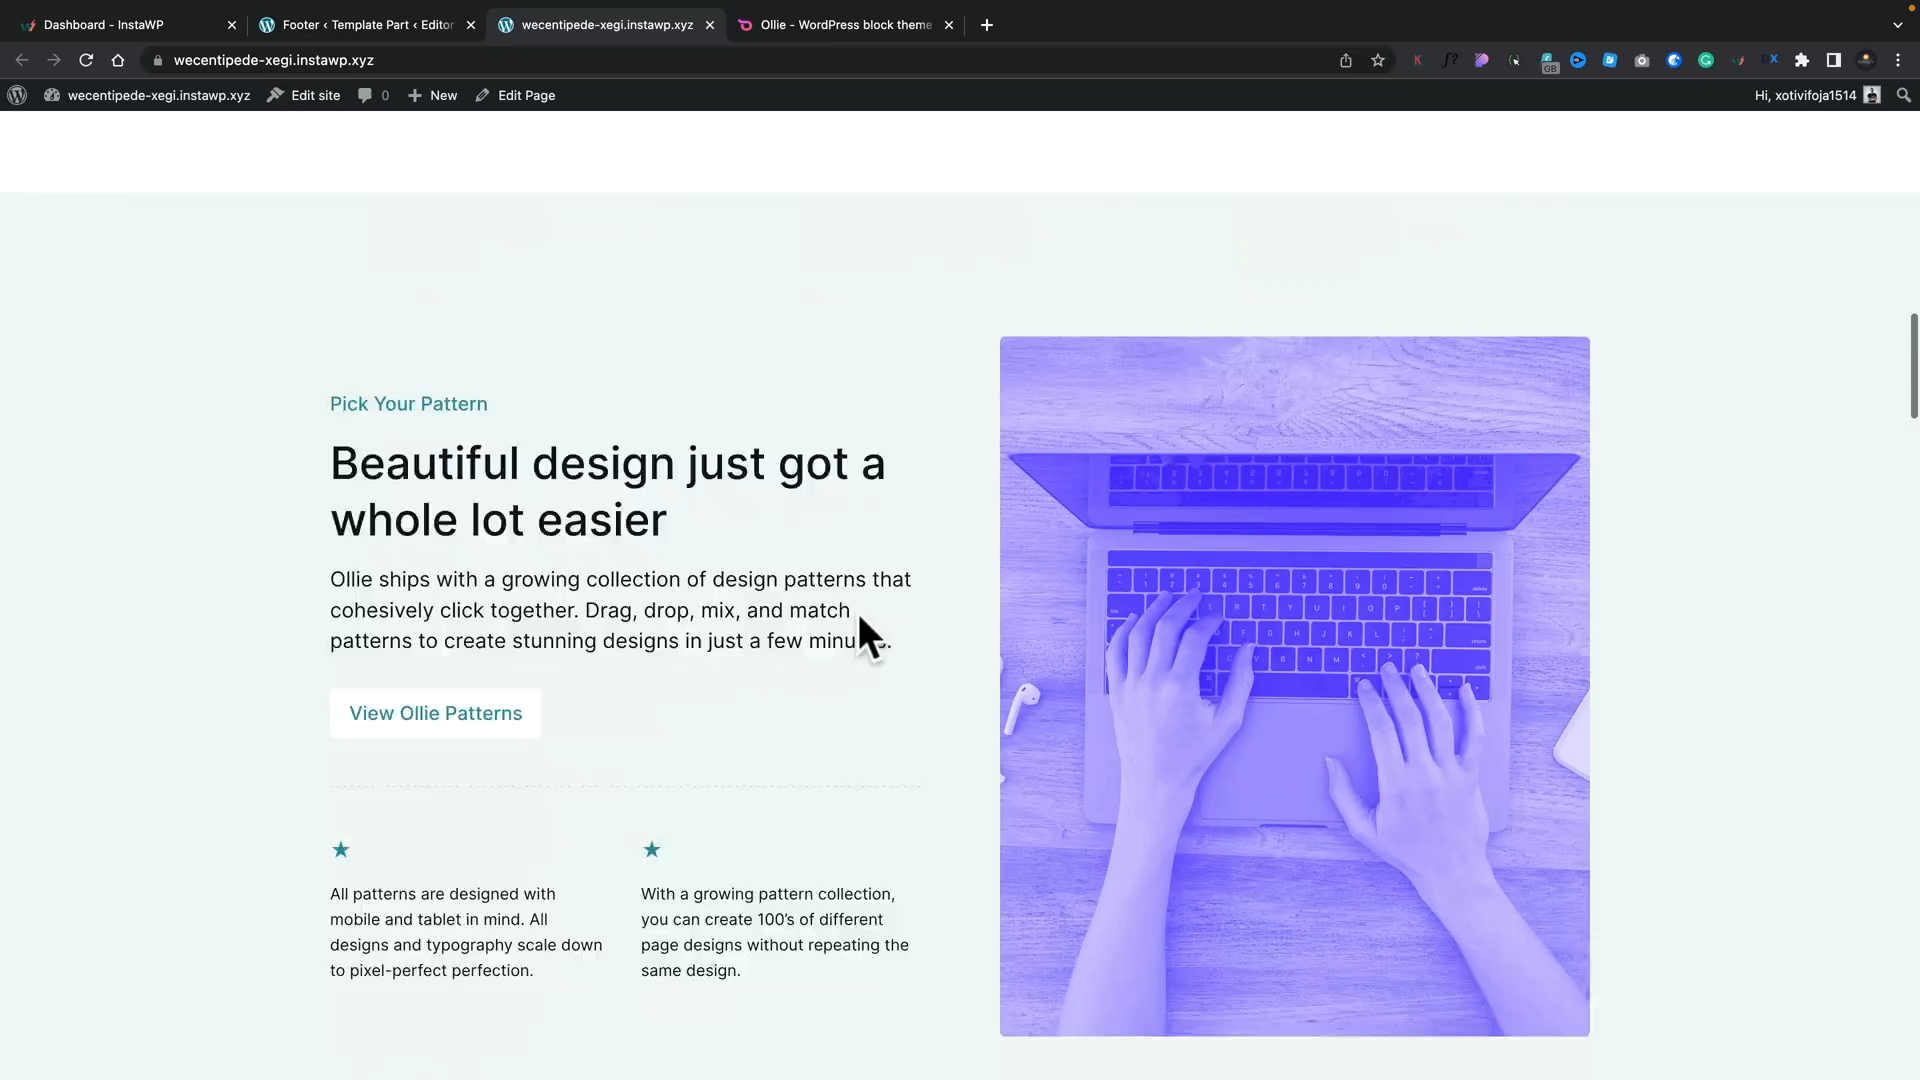 Dashboard - InstaWP
Footer ‹ Template Part ‹ Editor
wecentipede-xegi.instawp.xyz
Ollie - WordPress block theme
wecentipede-xegi.instawp.xyz
GB
wecentipede-xegi.instawp.xyz
Edit site
0
New
Edit Page
Hi, xotivifoja1514
Pick Your Pattern
Beautiful design just got a
whole lot easier
Ollie ships with a growing collection of design patterns that
cohesively click together. Drag, drop, mix, and match
patterns to create stunning designs in just a few
View Ollie Patterns
★
All patterns are designed with
mobile and tablet in mind. All
designs and typography scale down
to pixel-perfect perfection.
★
With a growing pattern collection,
you can create 100's of different
page designs without repeating the
same design.